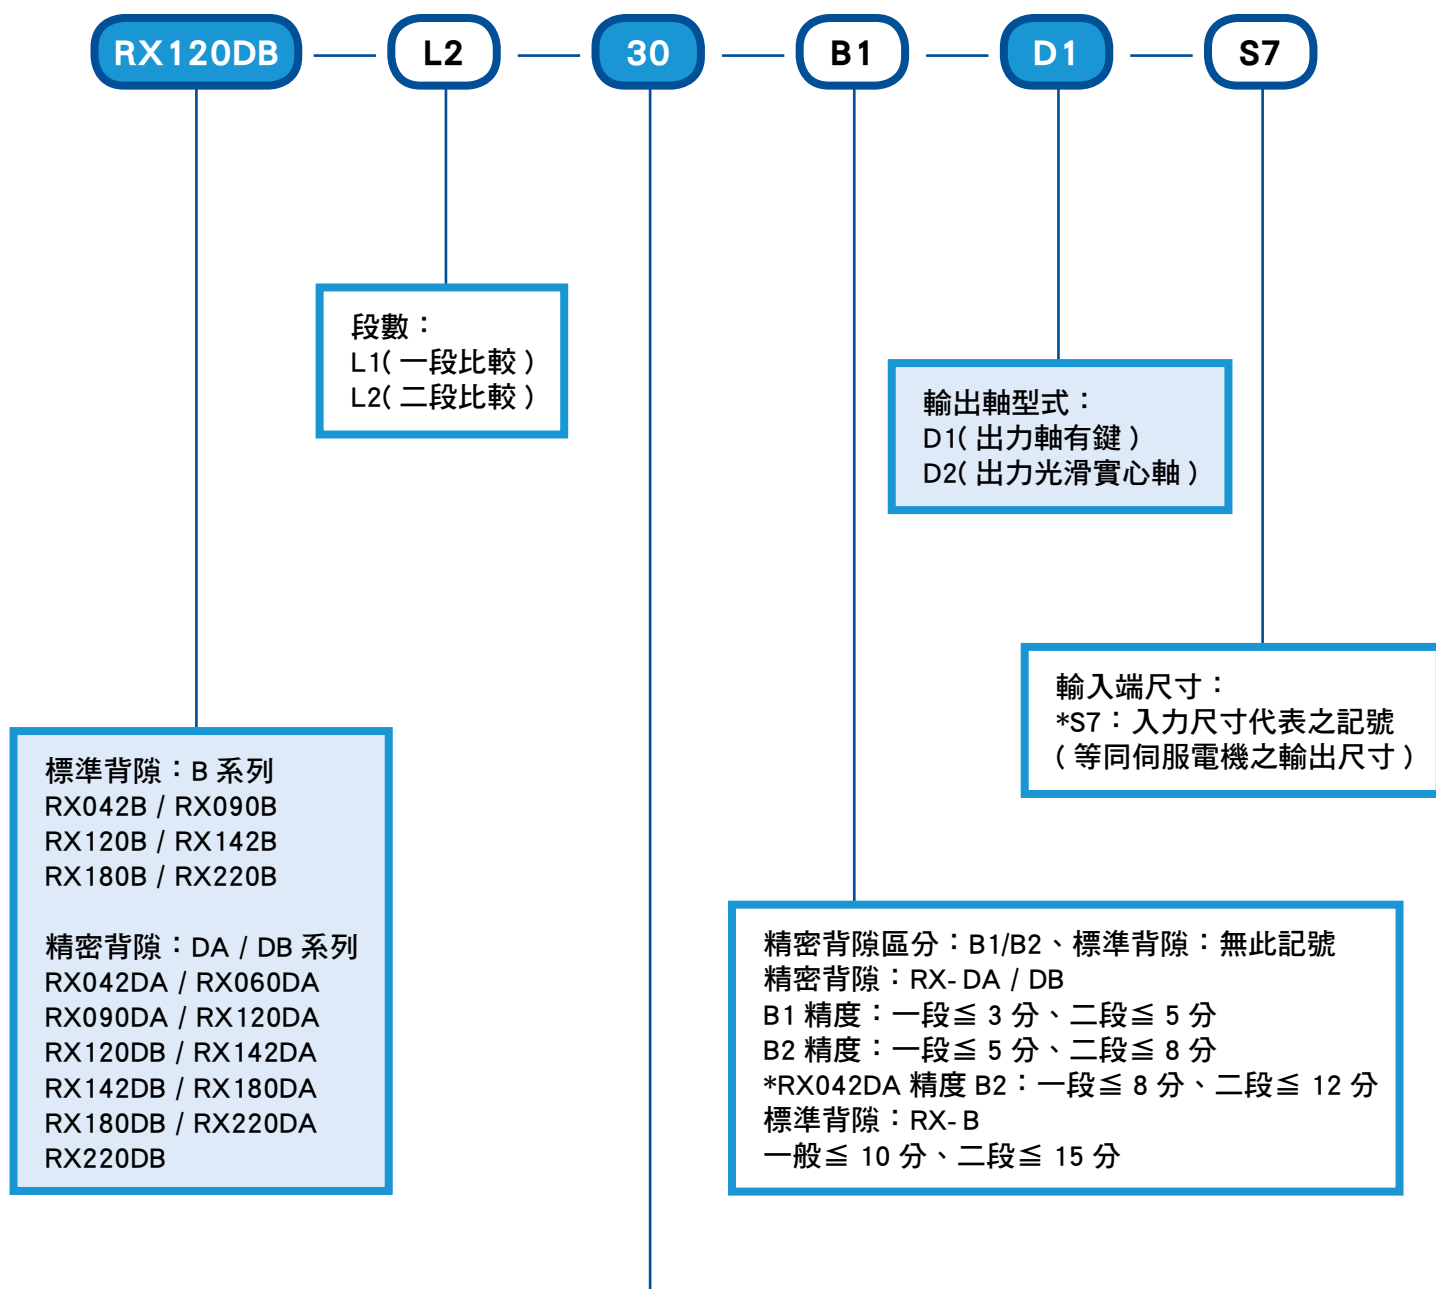 RX120DB — L2 — 30 — B1 — D1 — S7
段數：
L1( 一段比較 )
L2( 二段比較 )
輸出軸型式：
D1( 出力軸有鍵 )
D2( 出力光滑實心軸 )
輸入端尺寸：
*S7：入力尺寸代表之記號
( 等同伺服電機之輸出尺寸 )
標準背隙：B 系列
RX042B / RX090B
RX120B / RX142B
RX180B / RX220B
精密背隙：DA / DB 系列
RX042DA / RX060DA
RX090DA / RX120DA
RX120DB / RX142DA
RX142DB / RX180DA
RX180DB / RX220DA
RX220DB
精密背隙區分：B1/B2、標準背隙：無此記號
精密背隙：RX- DA / DB
B1 精度：一段≦ 3 分、二段≦ 5 分
B2 精度：一段≦ 5 分、二段≦ 8 分
*RX042DA 精度 B2：一段≦ 8 分、二段≦ 12 分
標準背隙：RX- B
一般≦ 10 分、二段≦ 15 分